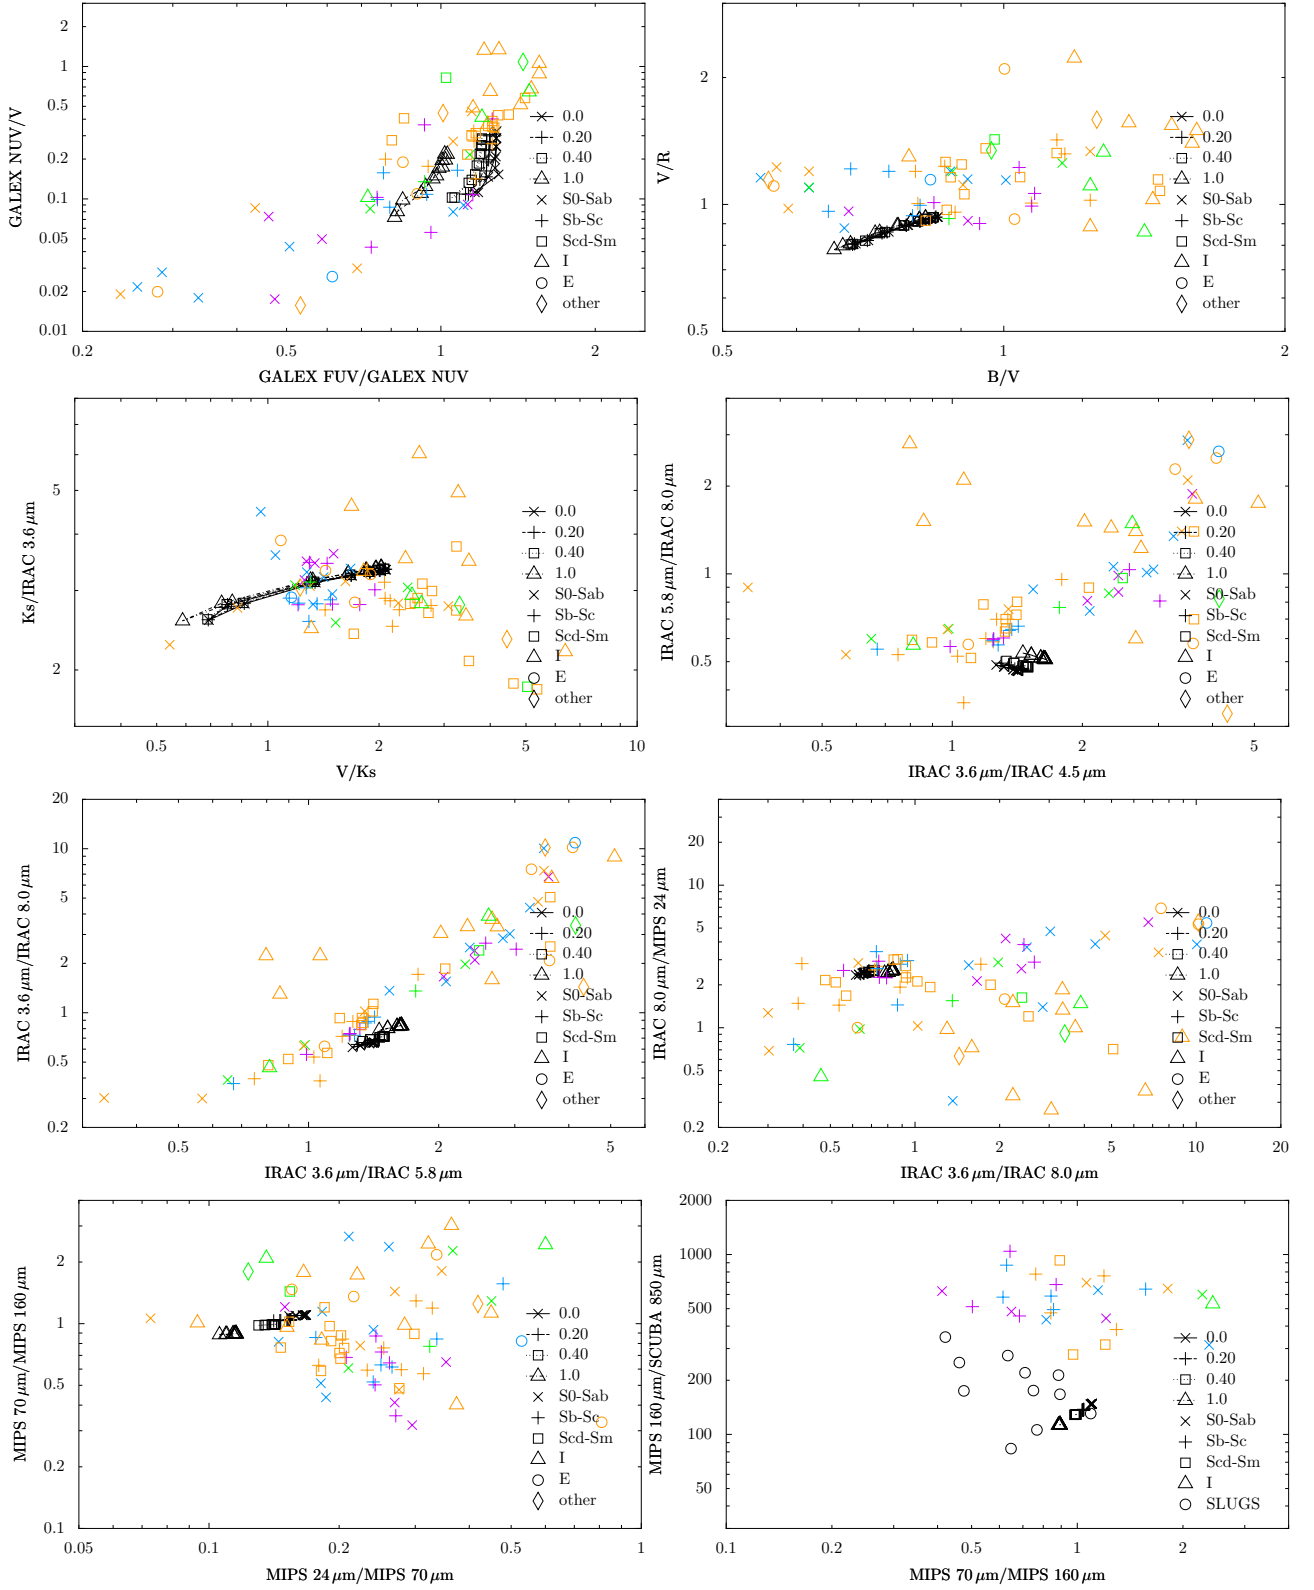 GALEX NUV/V
2
1
0.5
0.2
0.1
0.05
0.02
0.01
0.2
0.5
1
2
GALEX FUV/GALEX NUV
0.0
0.20
0.40
1.0
S0-Sab
Sb-Sc
Scd-Sm
I
E
other
V/R
2
1
0.5
0.5
1
2
B/V
0.0
0.20
0.40
1.0
S0-Sab
Sb-Sc
Scd-Sm
I
E
other
Ks/IRAC 3.6 μm
5
2
0.5
1
2
5
10
V/Ks
0.0
0.20
0.40
1.0
S0-Sab
Sb-Sc
Scd-Sm
I
E
other
IRAC 5.8 μm/IRAC 8.0 μm
2
1
0.5
0.5
1
2
5
IRAC 3.6 μm/IRAC 4.5 μm
0.0
0.20
0.40
1.0
S0-Sab
Sb-Sc
Scd-Sm
I
E
other
IRAC 3.6 μm/IRAC 8.0 μm
20
10
5
2
1
0.5
0.2
0.5
1
2
5
IRAC 3.6 μm/IRAC 5.8 μm
0.0
0.20
0.40
1.0
S0-Sab
Sb-Sc
Scd-Sm
I
E
other
IRAC 8.0 μm/MIPS 24 μm
20
10
5
2
1
0.5
0.2
0.2
0.5
1
2
5
10
20
IRAC 3.6 μm/IRAC 8.0 μm
0.0
0.20
0.40
1.0
S0-Sab
Sb-Sc
Scd-Sm
I
E
other
MIPS 70 μm/MIPS 160 μm
2
1
0.5
0.2
0.1
0.05
0.1
0.2
0.5
1
MIPS 24 μm/MIPS 70 μm
0.0
0.20
0.40
1.0
S0-Sab
Sb-Sc
Scd-Sm
I
E
other
MIPS 160 μm/SCUBA 850 μm
2000
1000
500
200
100
50
0.1
0.2
0.5
1
2
MIPS 70 μm/MIPS 160 μm
0.0
0.20
0.40
1.0
S0-Sab
Sb-Sc
Scd-Sm
I
SLUGS